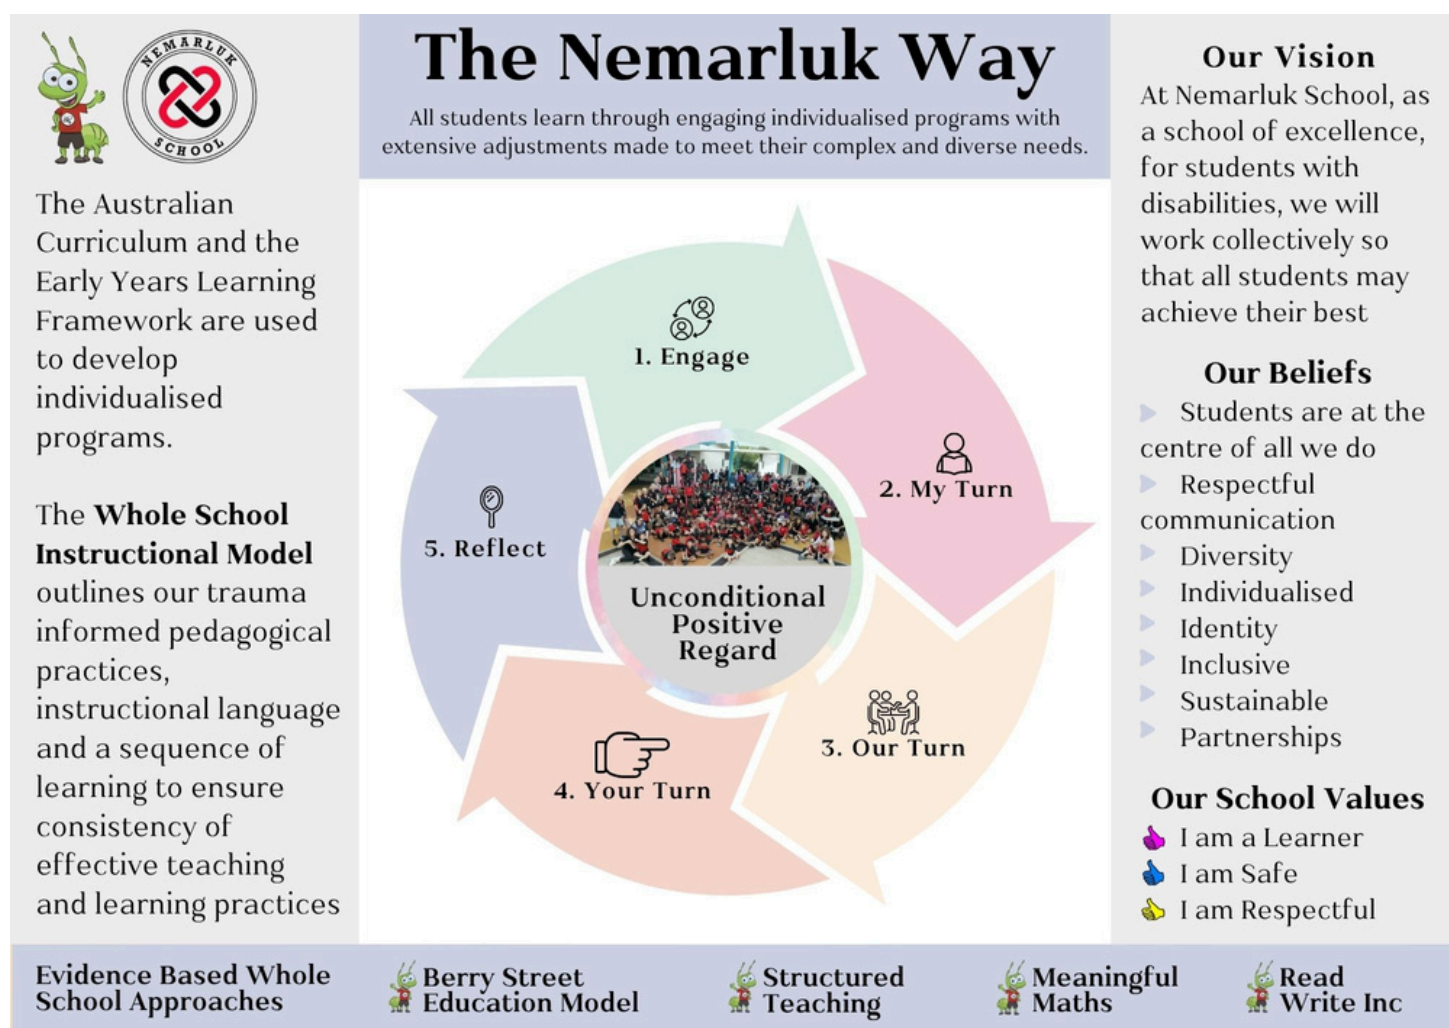 NEMARLUK
SCHOOL
The Australian
Curriculum and the
Early Years Learning
Framework are used
to develop
individualised
programs.
The Whole School
Instructional Model
outlines our trauma
informed pedagogical
practices,
instructional language
and a sequence of
learning to ensure
consistency of
effective teaching
and learning practices
The Nemarluk Way
All students learn through engaging individualised programs with
extensive adjustments made to meet their complex and diverse needs.
1. Engage
2. My Turn
3. Our Turn
4. Your Turn
5. Reflect
Unconditional
Positive
Regard
Our Vision
At Nemarluk School, as
a school of excellence,
for students with
disabilities, we will
work collectively so
that all students may
achieve their best
Our Beliefs
Students are at the
centre of all we do
Respectful
communication
Diversity
Individualised
Identity
Inclusive
Sustainable
Partnerships
Our School Values
I am a Learner
I am Safe
I am Respectful
Evidence Based Whole
School Approaches
Berry Street
Education Model
Structured
Teaching
Meaningful
Maths
Read
Write Inc